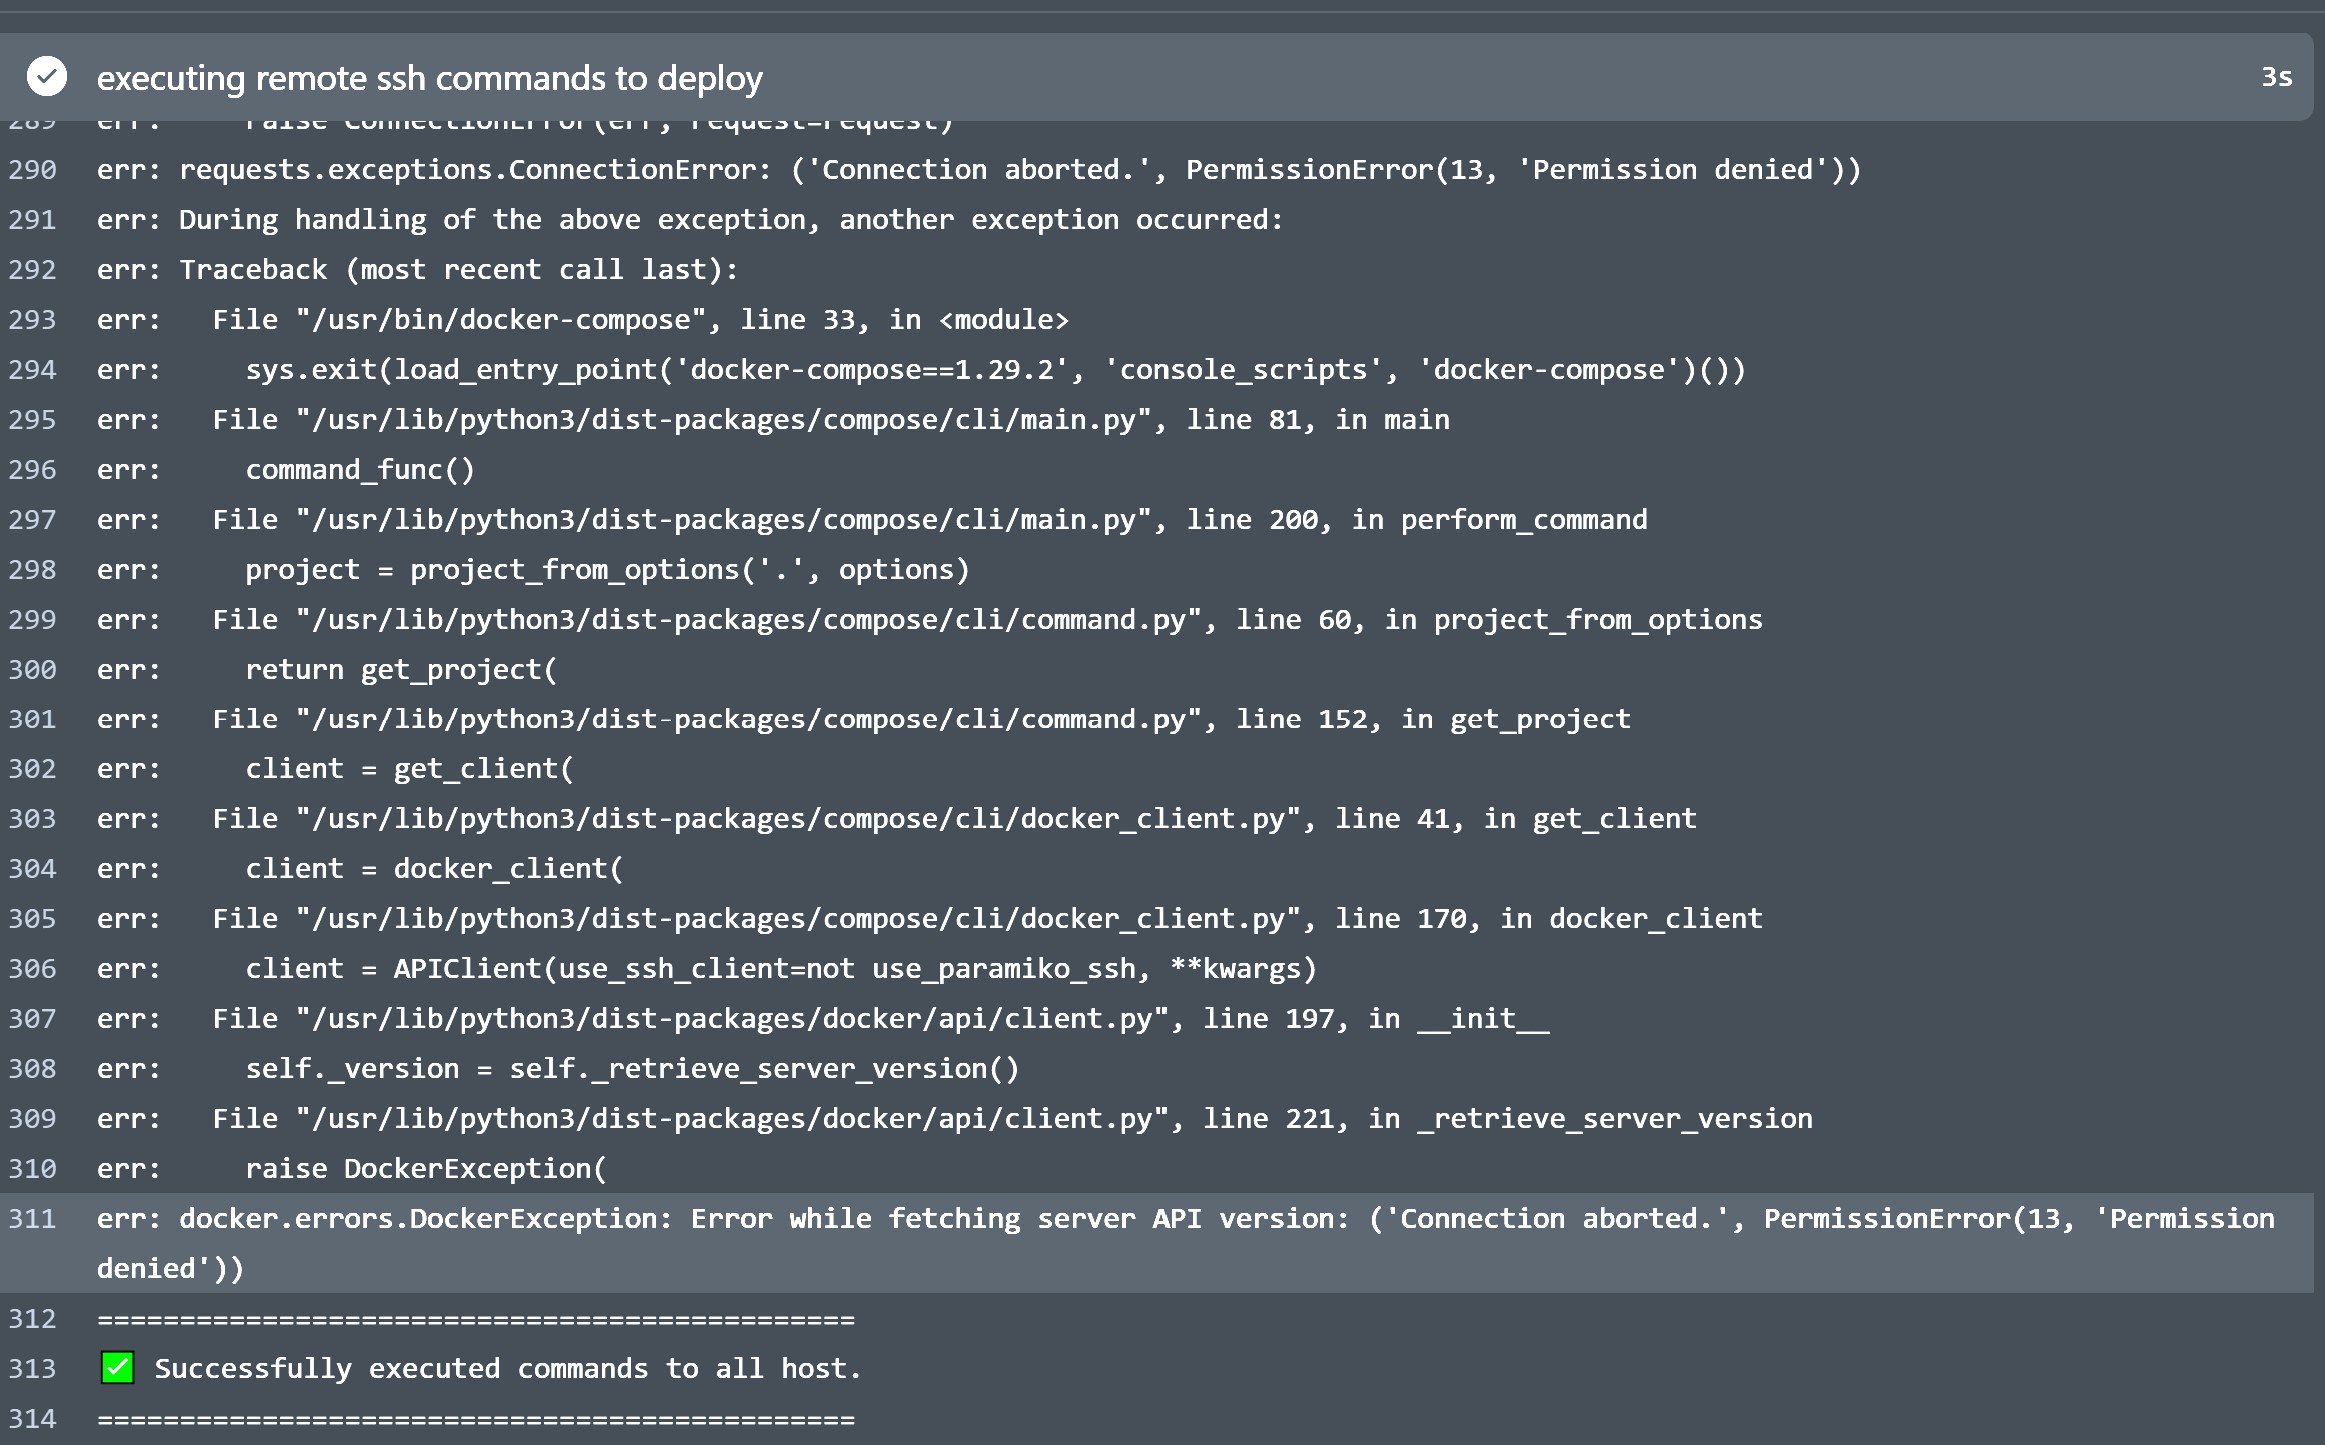 executing remote ssh commands to deploy
3s
289 err:     raise ConnectionError(err, request=request)
290 err: requests.exceptions.ConnectionError: ('Connection aborted.', PermissionError(13, 'Permission denied'))
291 err: During handling of the above exception, another exception occurred:
292 err: Traceback (most recent call last):
293 err:   File "/usr/bin/docker-compose", line 33, in <module>
294 err:     sys.exit(load_entry_point('docker-compose==1.29.2', 'console_scripts', 'docker-compose')())
295 err:   File "/usr/lib/python3/dist-packages/compose/cli/main.py", line 81, in main
296 err:     command_func()
297 err:   File "/usr/lib/python3/dist-packages/compose/cli/main.py", line 200, in perform_command
298 err:     project = project_from_options('.', options)
299 err:   File "/usr/lib/python3/dist-packages/compose/cli/command.py", line 60, in project_from_options
300 err:     return get_project(
301 err:   File "/usr/lib/python3/dist-packages/compose/cli/command.py", line 152, in get_project
302 err:     client = get_client(
303 err:   File "/usr/lib/python3/dist-packages/compose/cli/docker_client.py", line 41, in get_client
304 err:     client = docker_client(
305 err:   File "/usr/lib/python3/dist-packages/compose/cli/docker_client.py", line 170, in docker_client
306 err:     client = APIClient(use_ssh_client=not use_paramiko_ssh, **kwargs)
307 err:   File "/usr/lib/python3/dist-packages/docker/api/client.py", line 197, in __init__
308 err:     self._version = self._retrieve_server_version()
309 err:   File "/usr/lib/python3/dist-packages/docker/api/client.py", line 221, in _retrieve_server_version
310 err:     raise DockerException(
311 err: docker.errors.DockerException: Error while fetching server API version: ('Connection aborted.', PermissionError(13, 'Permission
denied'))
312 ==============================================
313 ✅ Successfully executed commands to all host.
314 ==============================================